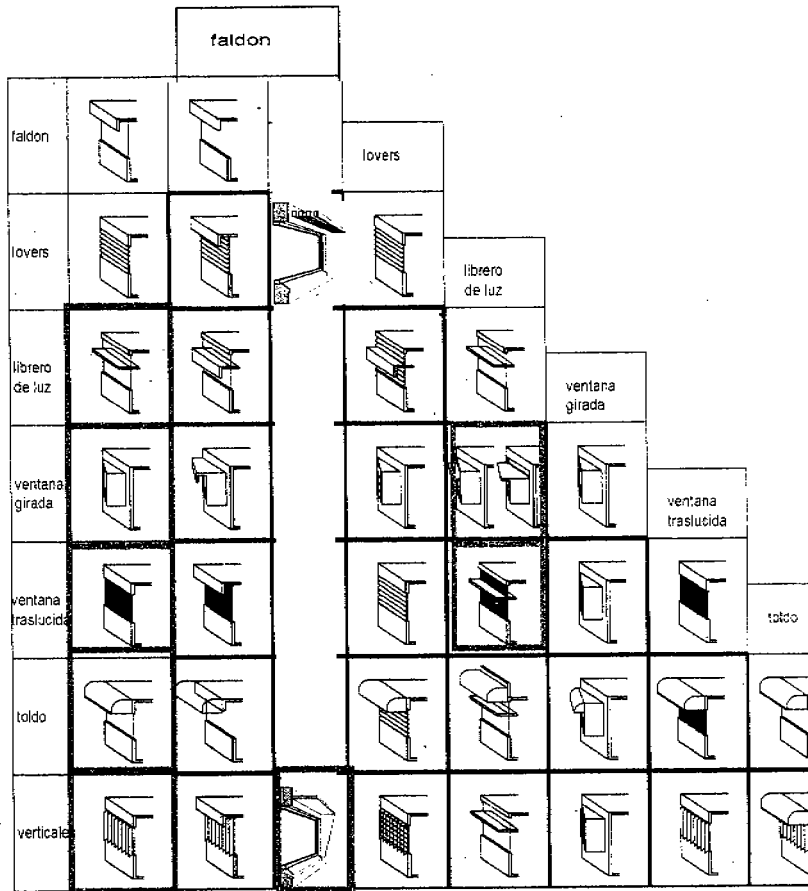 faldon
faldon
lovers
lovers
librero
de luz
librero
de luz
ventana
girada
ventana
girada
ventana
traslucida
ventana
traslucida
toldo
toldo
verticale